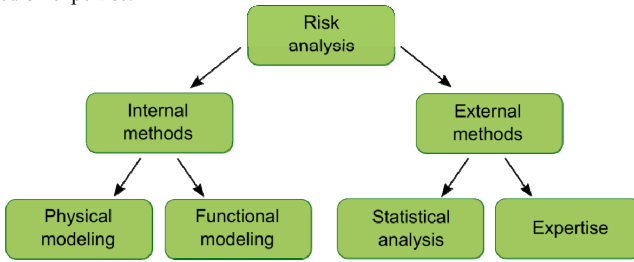 Risk
analysis
Internal
methods
External
methods
Physical
modeling
Functional
modeling
Statistical
analysis
Expertise